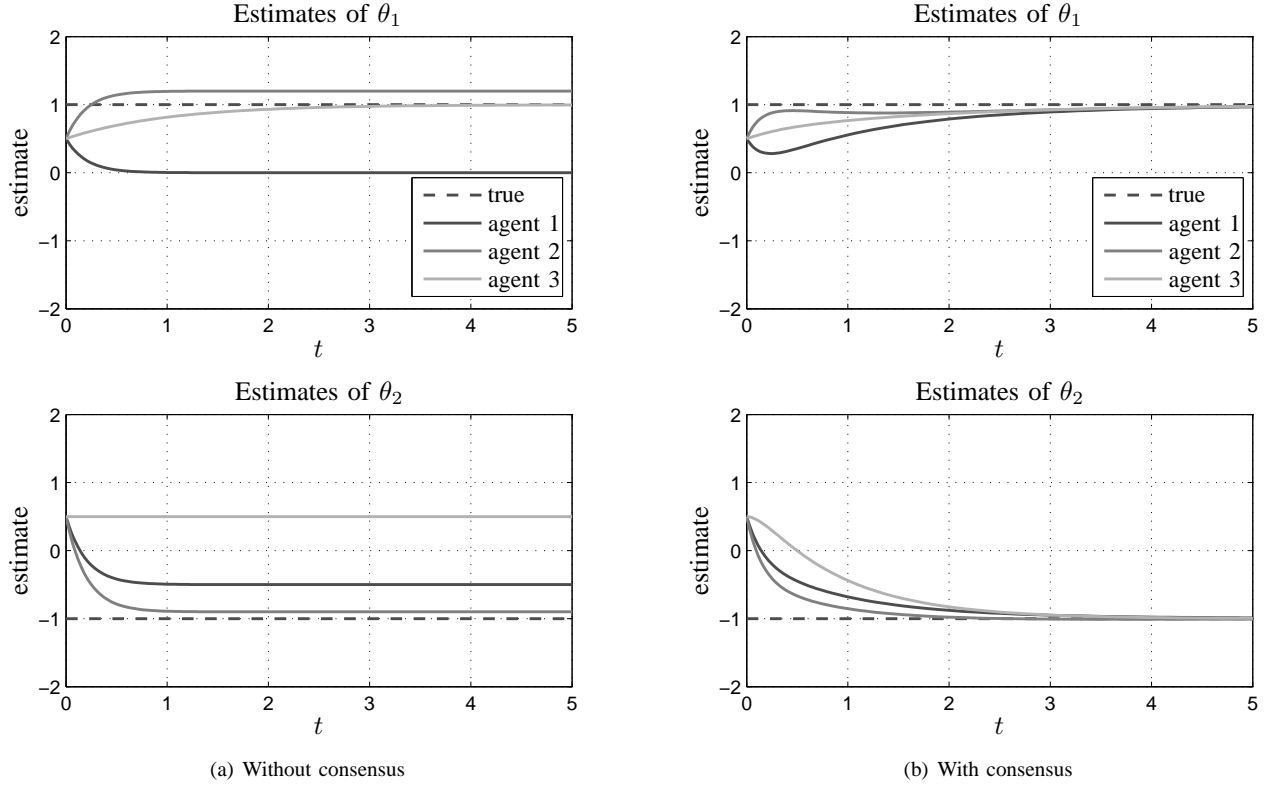 Estimates of θ1
estimate
2
1
0
−1
−2
0 1 2 3 4 5
t
true
agent 1
agent 2
agent 3
Estimates of θ1
estimate
2
1
0
−1
−2
0 1 2 3 4 5
t
true
agent 1
agent 2
agent 3
Estimates of θ2
estimate
2
1
0
−1
−2
0 1 2 3 4 5
t
Estimates of θ2
estimate
2
1
0
−1
−2
0 1 2 3 4 5
t
(a) Without consensus
(b) With consensus